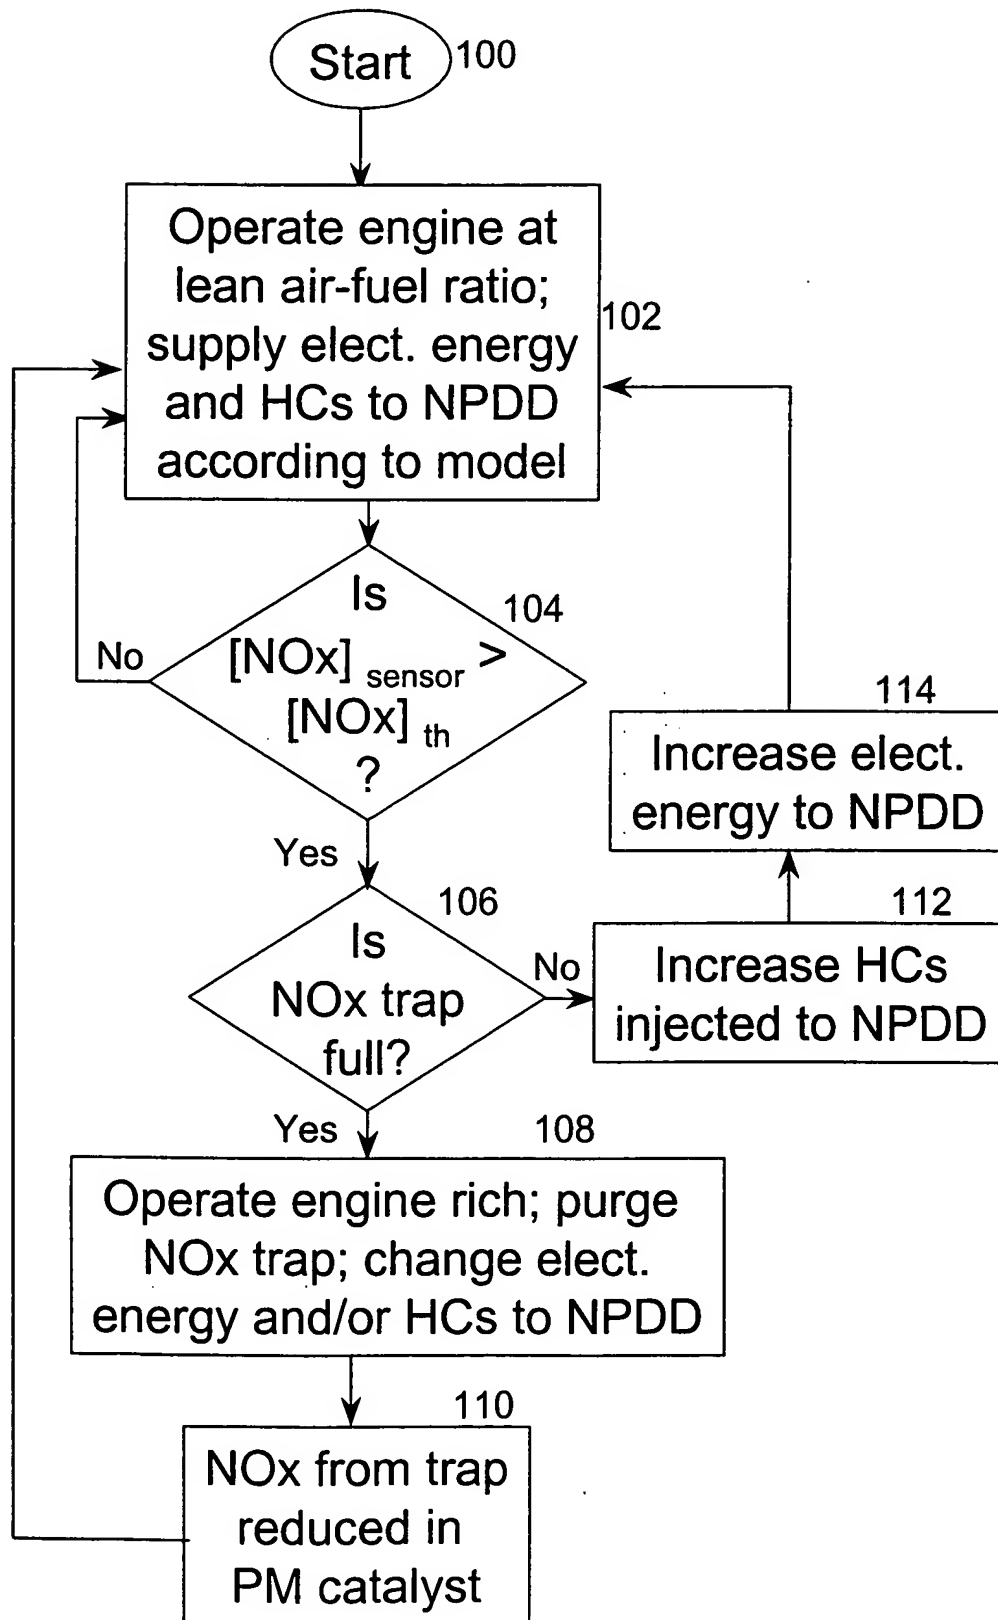 Start
100
Operate engine at
lean air-fuel ratio;
supply elect. energy
and HCs to NPDD
according to model
102
Is
[NOx] sensor >
[NOx] th
?
104
No
Yes
Is
NOx trap
full?
106
No
Increase HCs
injected to NPDD
112
Increase elect.
energy to NPDD
114
Yes
108
Operate engine rich; purge
NOx trap; change elect.
energy and/or HCs to NPDD
110
NOx from trap
reduced in
PM catalyst